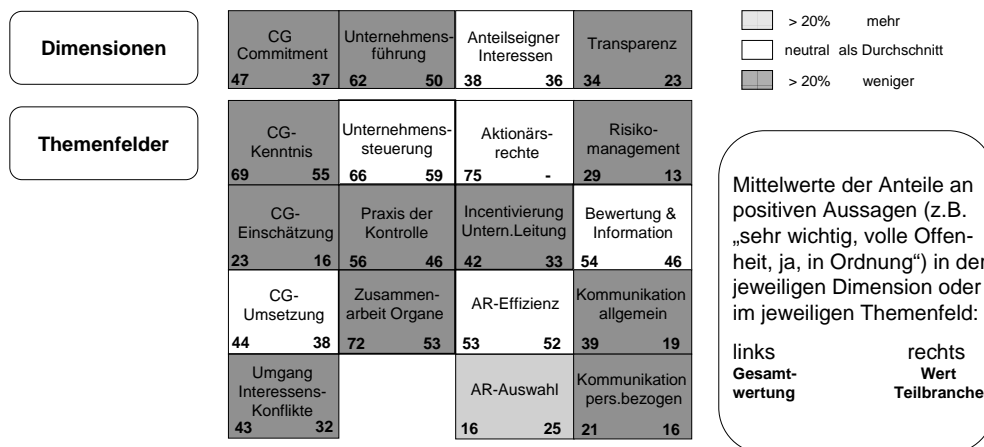 Dimensionen
CG
Commitment
47 37
Unternehmens-
führung
62 50
Anteilseigner
Interessen
38 36
Transparenz
34 23
> 20% mehr
neutral als Durchschnitt
> 20% weniger
Themenfelder
CG-
Kenntnis
69 55
Unternehmens-
steuerung
66 59
Aktionärs-
rechte
75 -
Risiko-
management
29 13
CG-
Einschätzung
23 16
Praxis der
Kontrolle
56 46
Incentivierung
Untern.Leitung
42 33
Bewertung &
Information
54 46
CG-
Umsetzung
44 38
Zusammen-
arbeit Organe
72 53
AR-Effizienz
53 52
Kommunikation
allgemein
39 19
Umgang
Interessens-
Konflikte
43 32
AR-Auswahl
16 25
Kommunikation
pers.bezogen
21 16
Mittelwerte der Anteile an
positiven Aussagen (z.B.
„sehr wichtig, volle Offen-
heit, ja, in Ordnung“) in der
jeweiligen Dimension oder
im jeweiligen Themenfeld:
links rechts
Gesamt- Wert
wertung Teilbranche